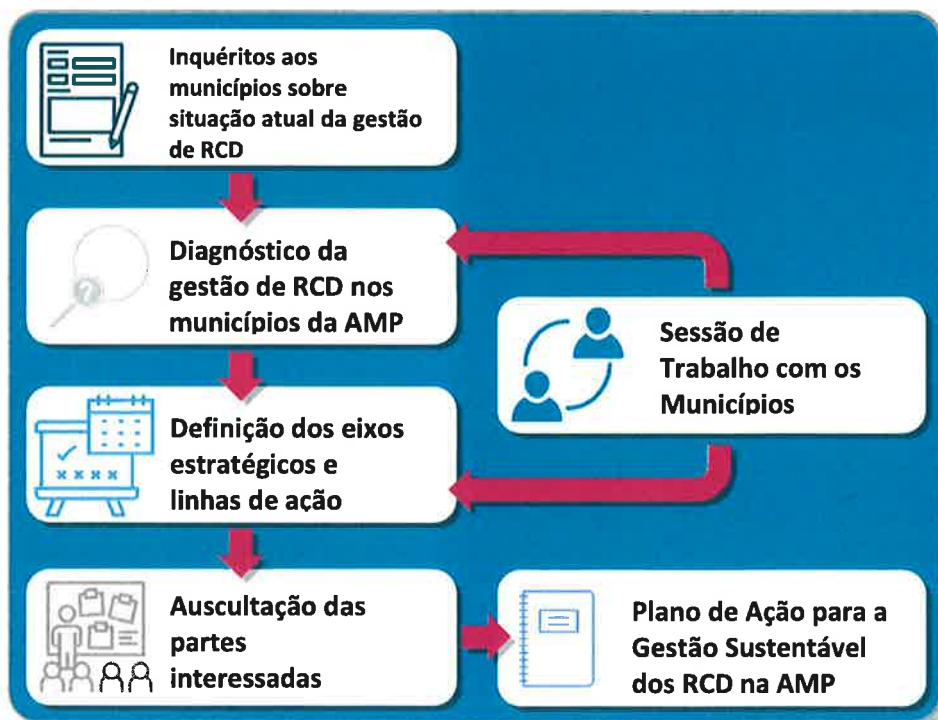 Inquéritos aos
municípios sobre
situação atual da gestão
de RCD
Diagnóstico da
gestão de RCD nos
municípios da AMP
Sessão de
Trabalho com os
Municípios
Definição dos eixos
estratégicos e
linhas de ação
Auscultação das
partes
interessadas
Plano de Ação para a
Gestão Sustentável
dos RCD na AMP